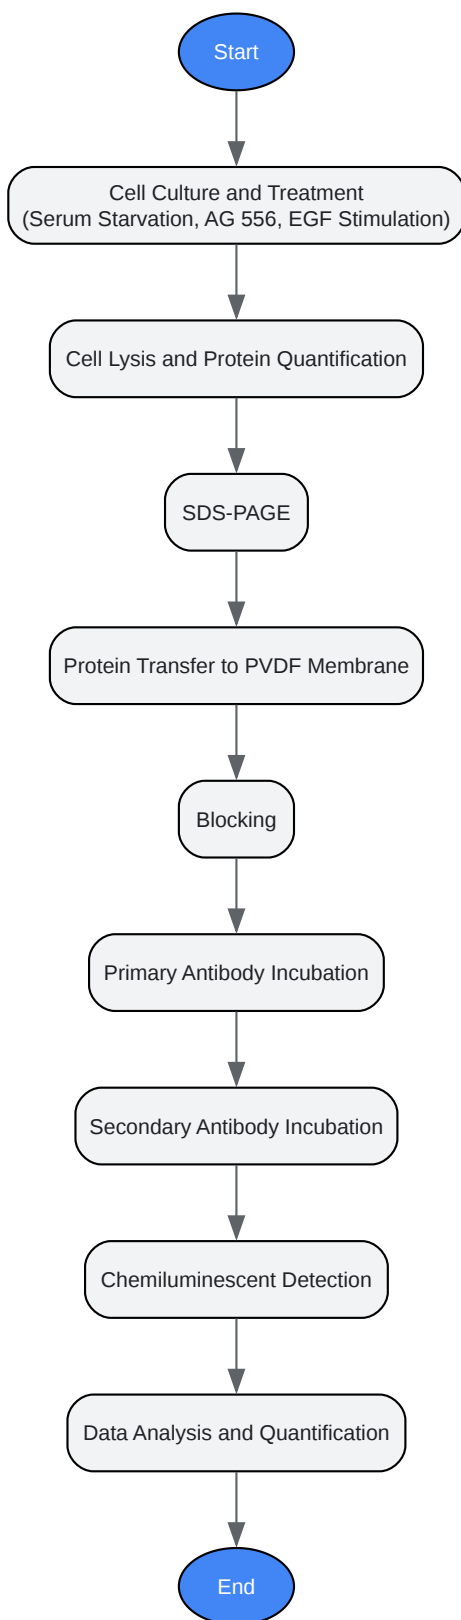 Start
Cell Culture and Treatment
(Serum Starvation, AG 556, EGF Stimulation)
Cell Lysis and Protein Quantification
SDS-PAGE
Protein Transfer to PVDF Membrane
Blocking
Primary Antibody Incubation
Secondary Antibody Incubation
Chemiluminescent Detection
Data Analysis and Quantification
End